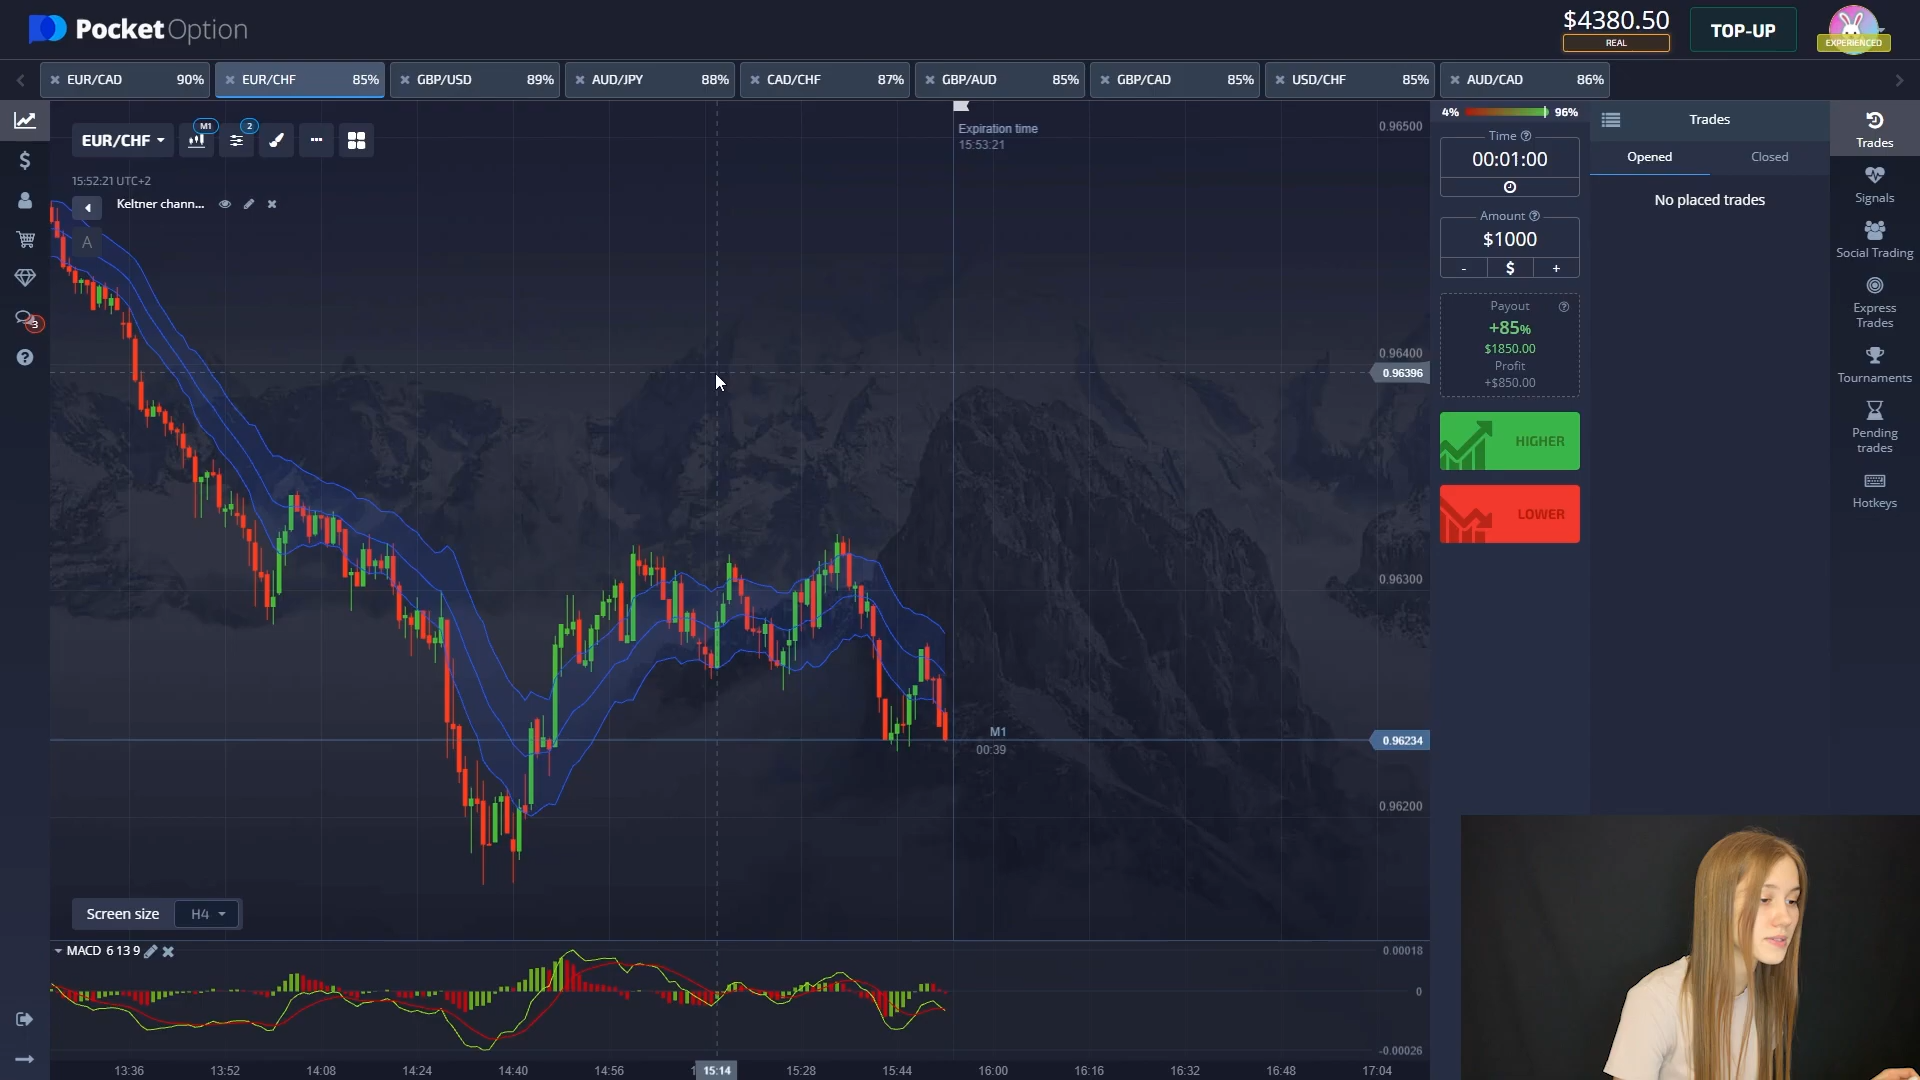 PocketOption
$4380.50
REAL
TOP-UP
EXPERIENCED
EUR/CAD 90%
EUR/CHF 85%
GBP/USD 89%
AUD/JPY 88%
CAD/CHF 87%
GBP/AUD 85%
GBP/CAD 85%
USD/CHF 85%
AUD/CAD 86%
EUR/CHF
M1
2
15:52:21 UTC+2
Keltner chann...
A
Expiration time
15:53:21
0.96500
0.96400
0.96396
0.96300
0.96234
0.96200
M1
00:39
Screen size
H4
MACD 6 13 9
0.00018
0
-0.00026
13:36
13:52
14:08
14:24
14:40
14:56
15:14
15:28
15:44
16:00
16:16
16:32
16:48
17:04
3
4%
96%
Time
00:01:00
Amount
$1000
- $ +
Payout
+85%
$1850.00
Profit
+$850.00
HIGHER
LOWER
Trades
Opened
Closed
No placed trades
Trades
Signals
Social Trading
Express
Trades
Tournaments
Pending
trades
Hotkeys